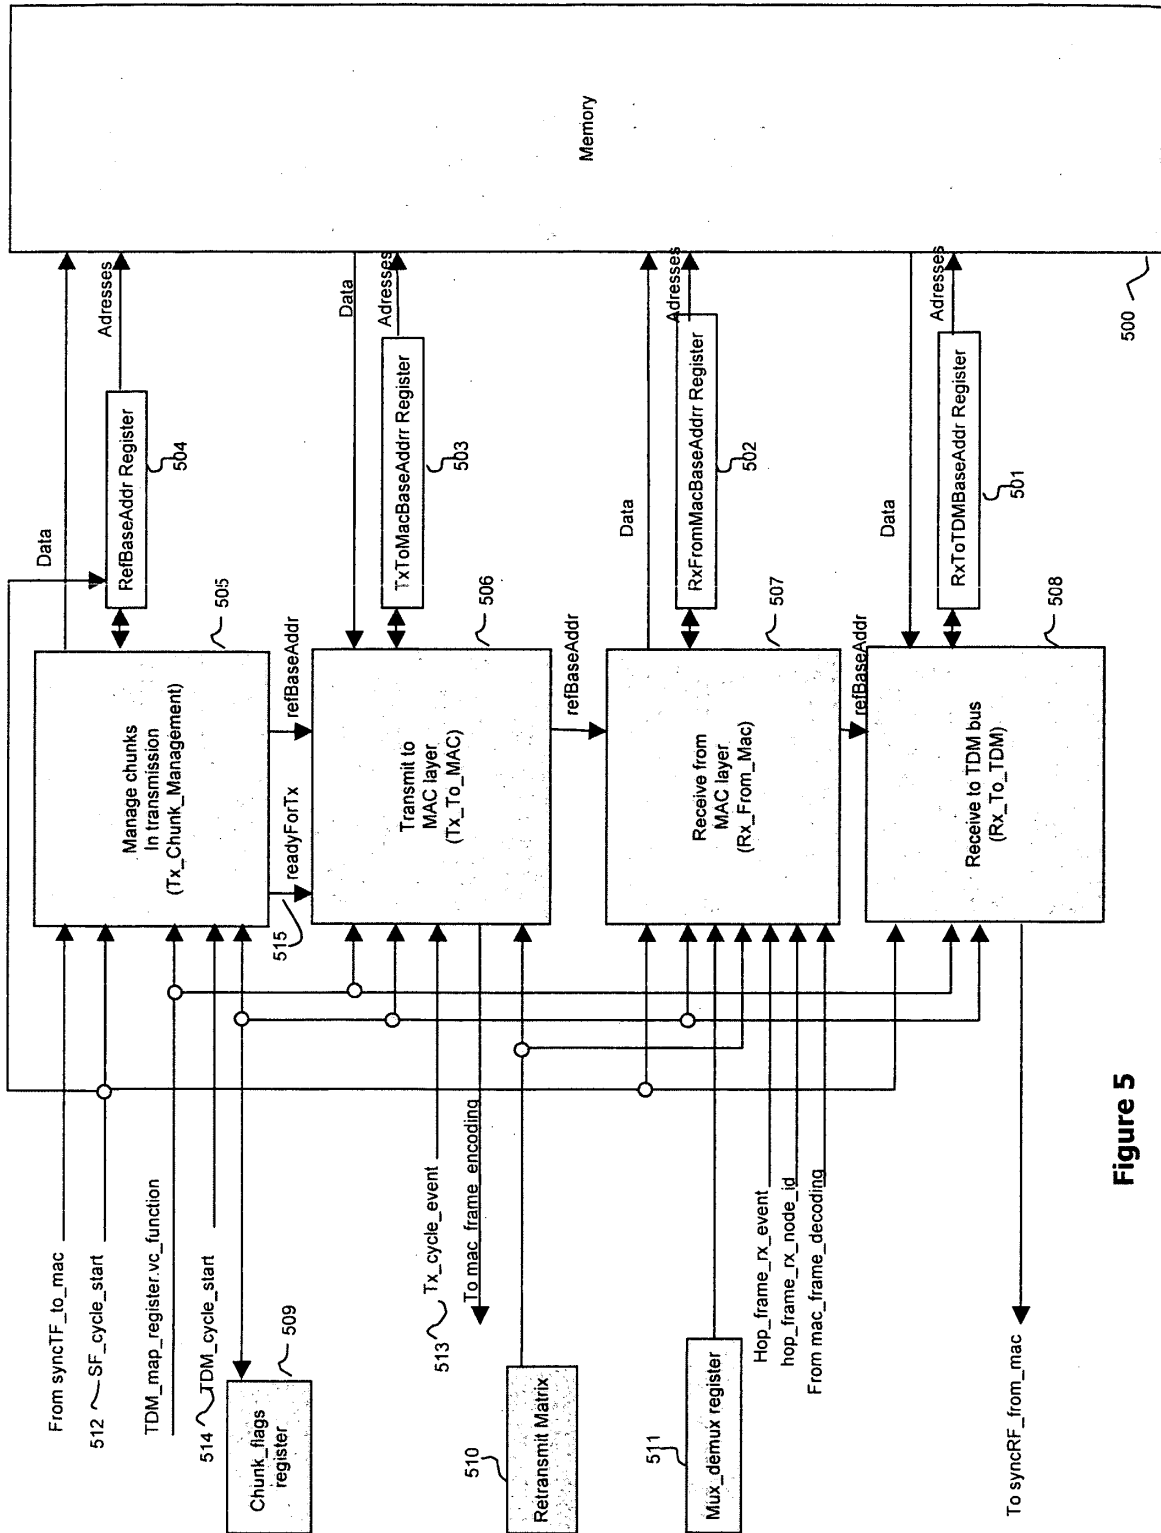 Memory
500
Data
Adresses
RefBaseAddr Register
504
Data
Adresses
TxToMacBaseAddrr Register
503
Data
Adresses
RxFromMacBaseAddrr Register
502
Data
Adresses
RxToTDMBaseAddr Register
501
Manage chunks
In transmission
(Tx_Chunk_Management)
505
refBaseAddr
readyForTx
515
Transmit to
MAC layer
(Tx_To_MAC)
506
refBaseAddr
Receive from
MAC layer
(Rx_From_Mac)
507
refBaseAddr
Receive to TDM bus
(Rx_To_TDM)
508
From syncTF_to_mac
512 SF_cycle_start
TDM_map_register.vc_function
514 TDM_cycle_start
Chunk_flags
register
509
513 Tx_cycle_event
To mac_frame_encoding
510
Retransmit Matrix
511
Mux_demux register
Hop_frame_rx_event
hop_frame_rx_node_id
From mac_frame_decoding
To syncRF_from_mac
Figure 5